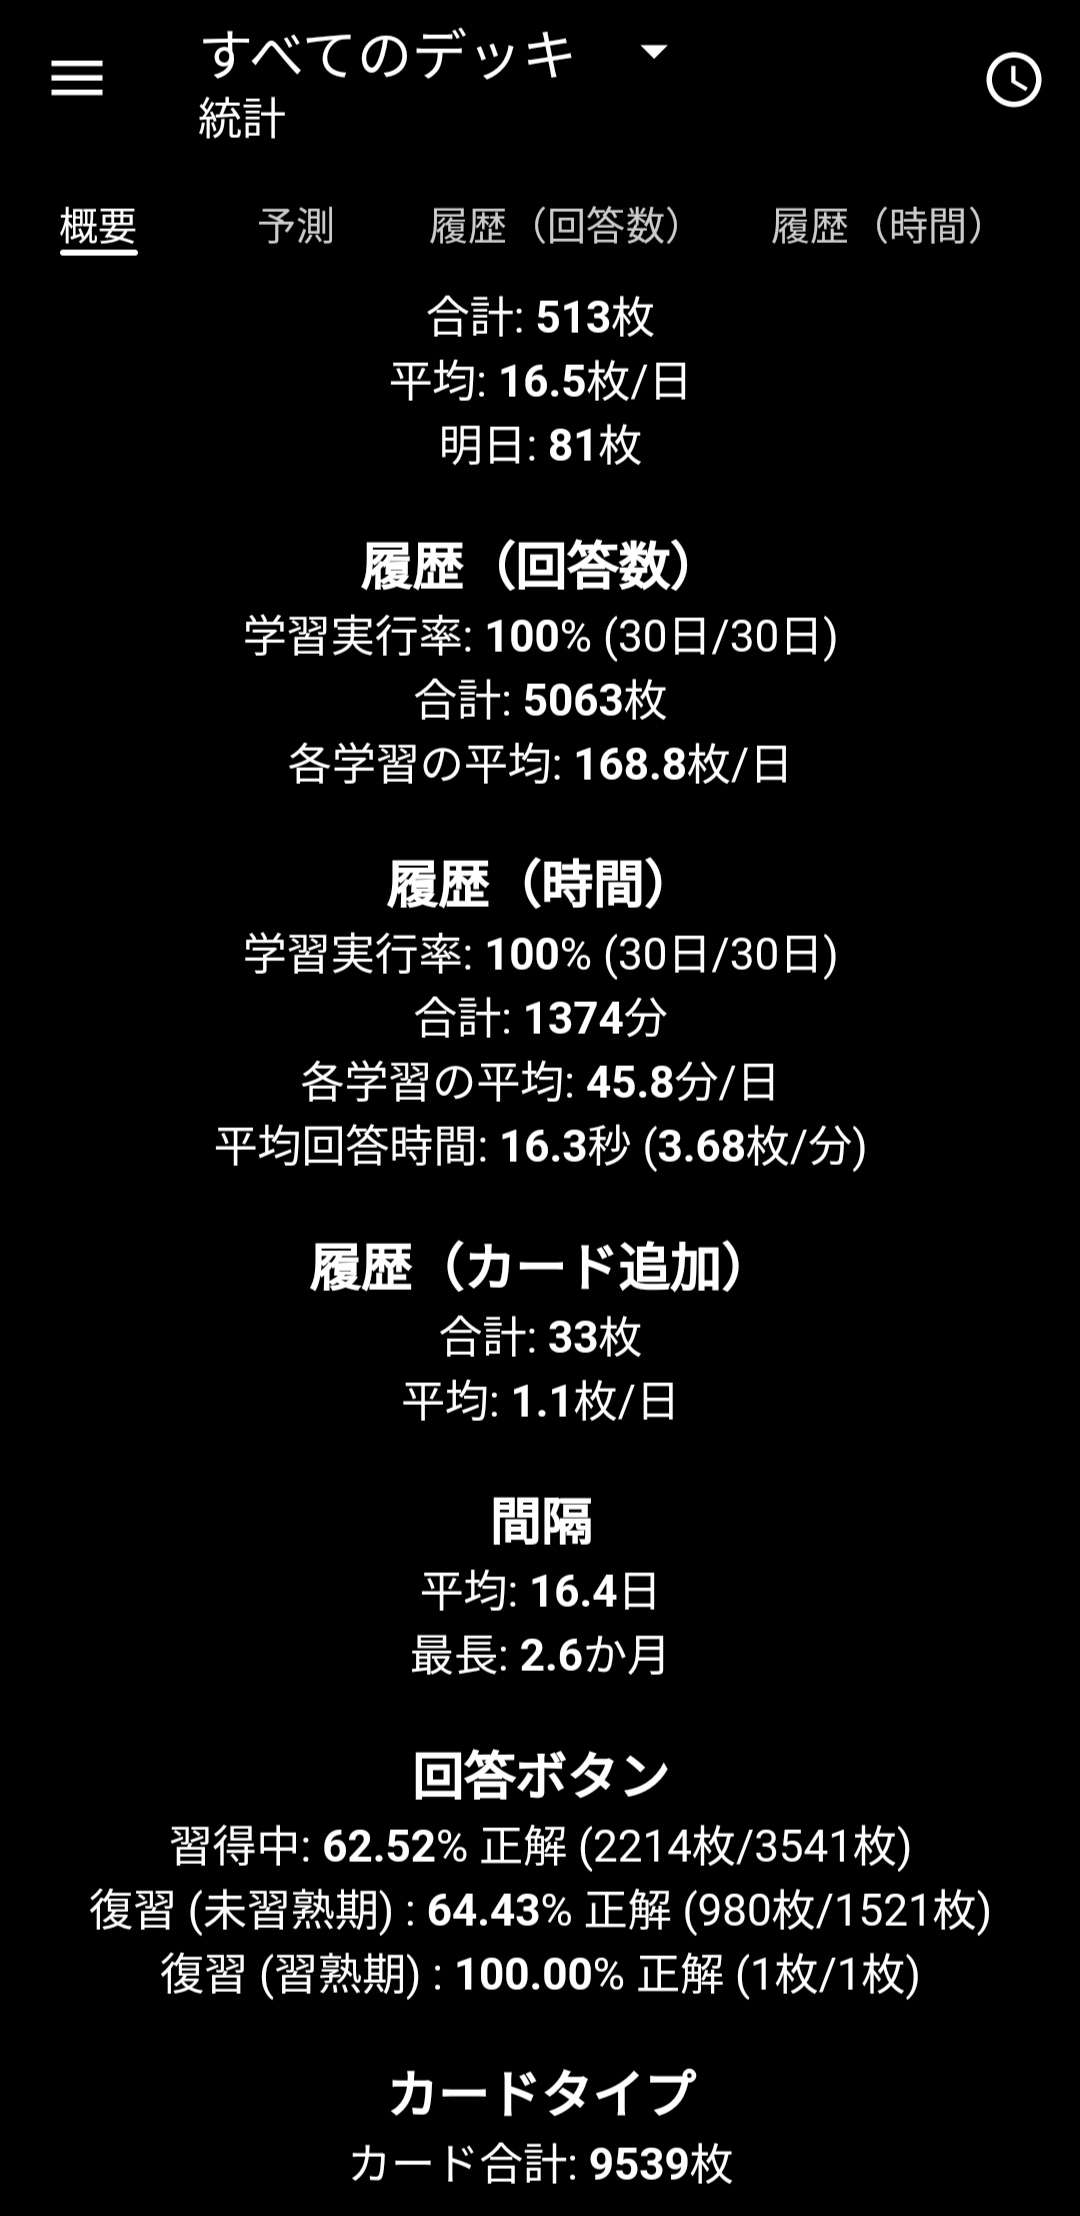 すべてのデッキ
統計
概要 予測 履歴（回答数） 履歴（時間）
合計: 513枚
平均: 16.5枚/日
明日: 81枚
履歴（回答数）
学習実行率: 100% (30日/30日)
合計: 5063枚
各学習の平均: 168.8枚/日
履歴（時間）
学習実行率: 100% (30日/30日)
合計: 1374分
各学習の平均: 45.8分/日
平均回答時間: 16.3秒 (3.68枚/分)
履歴（カード追加）
合計: 33枚
平均: 1.1枚/日
間隔
平均: 16.4日
最長: 2.6か月
回答ボタン
習得中: 62.52% 正解 (2214枚/3541枚)
復習 (未習熟期) : 64.43% 正解 (980枚/1521枚)
復習 (習熟期) : 100.00% 正解 (1枚/1枚)
カードタイプ
カード合計: 9539枚